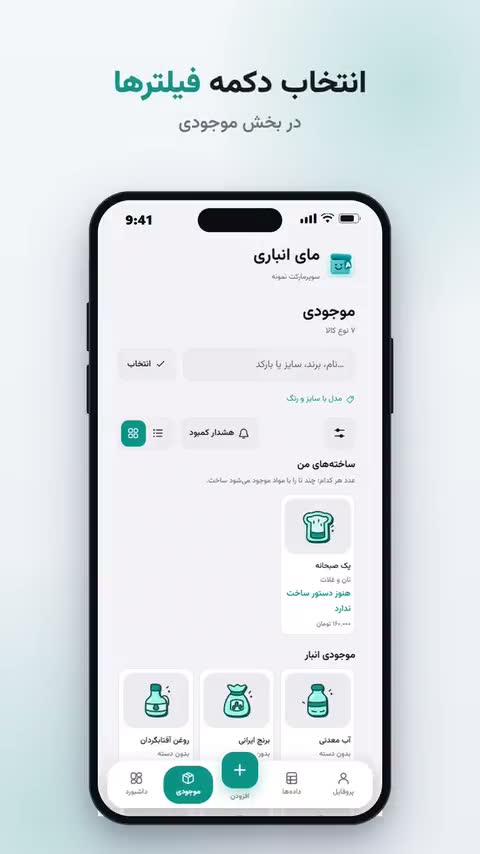 انتخاب دکمه فیلترها
در بخش موجودی
9:41
مای انباری
سوپرمارکت نمونه
موجودی
۷ نوع کالا
نام، برند، سایز یا بارکد...
انتخاب
مدل با سایز و رنگ
هشدار کمبود
ساخته‌های من
عدد هر کدام: چند تا را با مواد موجود می‌شود ساخت.
پک صبحانه
نان و غلات
هنوز دستور ساخت
ندارد
۱۶۰,۰۰۰ تومان
موجودی انبار
آب معدنی
برنج ایرانی
روغن آفتابگردان
بدون دسته
بدون دسته
پروفایل
داده‌ها
افزودن
موجودی
داشبورد